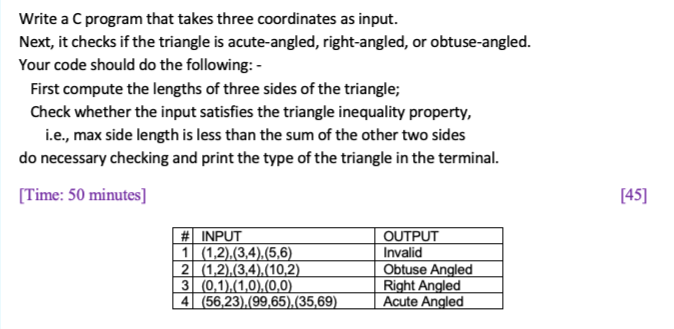 Write a C program that takes three coordinates as input.
Next, it checks if the triangle is acute-angled, right-angled, or obtuse-angled.
Your code should do the following: -
First compute the lengths of three sides of the triangle;
Check whether the input satisfies the triangle inequality property,
i.e., max side length is less than the sum of the other two sides
do necessary checking and print the type of the triangle in the terminal.
[Time: 50 minutes] [45]
# INPUT OUTPUT
1 (1,2),(3,4),(5,6) Invalid
2 (1,2),(3,4),(10,2) Obtuse Angled
3 (0,1),(1,0),(0,0) Right Angled
4 (56,23),(99,65),(35,69) Acute Angled